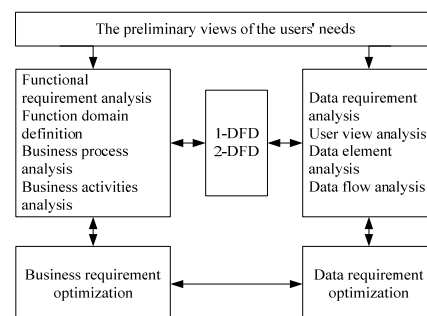 The preliminary views of the users' needs
Functional
requirement analysis
Function domain
definition
Business process
analysis
Business activities
analysis
1-DFD
2-DFD
Data requirement
analysis
User view analysis
Data element
analysis
Data flow analysis
Business requirement
optimization
Data requirement
optimization